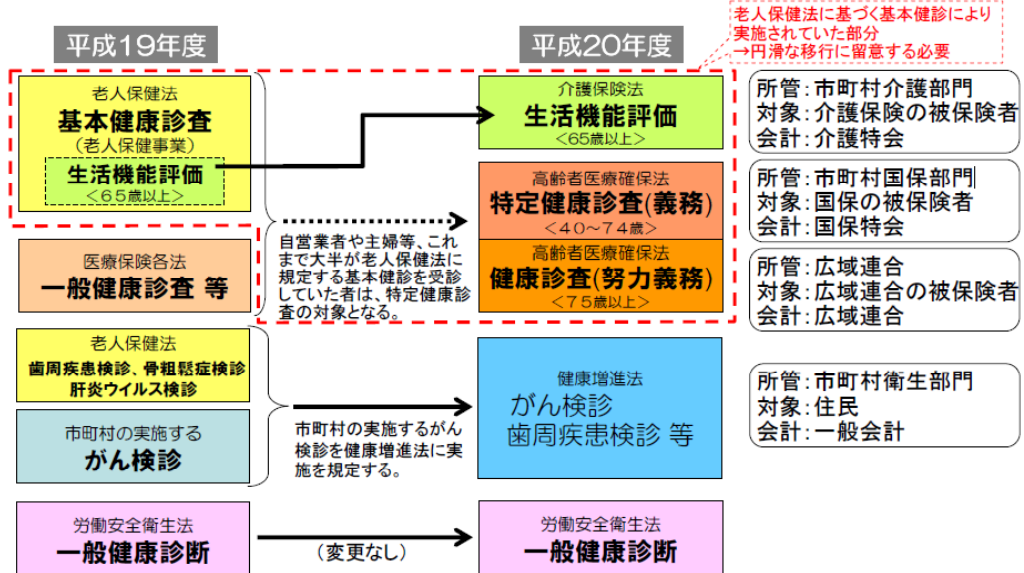 老人保健法に基づく基本健診により
実施されていた部分
→円滑な移行に留意する必要
平成19年度
平成20年度
老人保健法
基本健康診査
(老人保健事業)
生活機能評価
<65歳以上>
介護保険法
生活機能評価
<65歳以上>
所管:市町村介護部門
対象:介護保険の被保険者
会計:介護特会
高齢者医療確保法
特定健康診査(義務)
<40~74歳>
所管:市町村国保部門
対象:国保の被保険者
会計:国保特会
自営業者や主婦等、これ
まで大半が老人保健法に
規定する基本健診を受診
していた者は、特定健康診
査の対象となる。
医療保険各法
一般健康診査 等
高齢者医療確保法
健康診査(努力義務)
<75歳以上>
所管:広域連合
対象:広域連合の被保険者
会計:広域連合
老人保健法
歯周疾患検診、骨粗鬆症検診
肝炎ウイルス検診
市町村の実施する
がん検診
市町村の実施するがん
検診を健康増進法に実
施を規定する。
健康増進法
がん検診
歯周疾患検診 等
所管:市町村衛生部門
対象:住民
会計:一般会計
労働安全衛生法
一般健康診断
(変更なし)
労働安全衛生法
一般健康診断